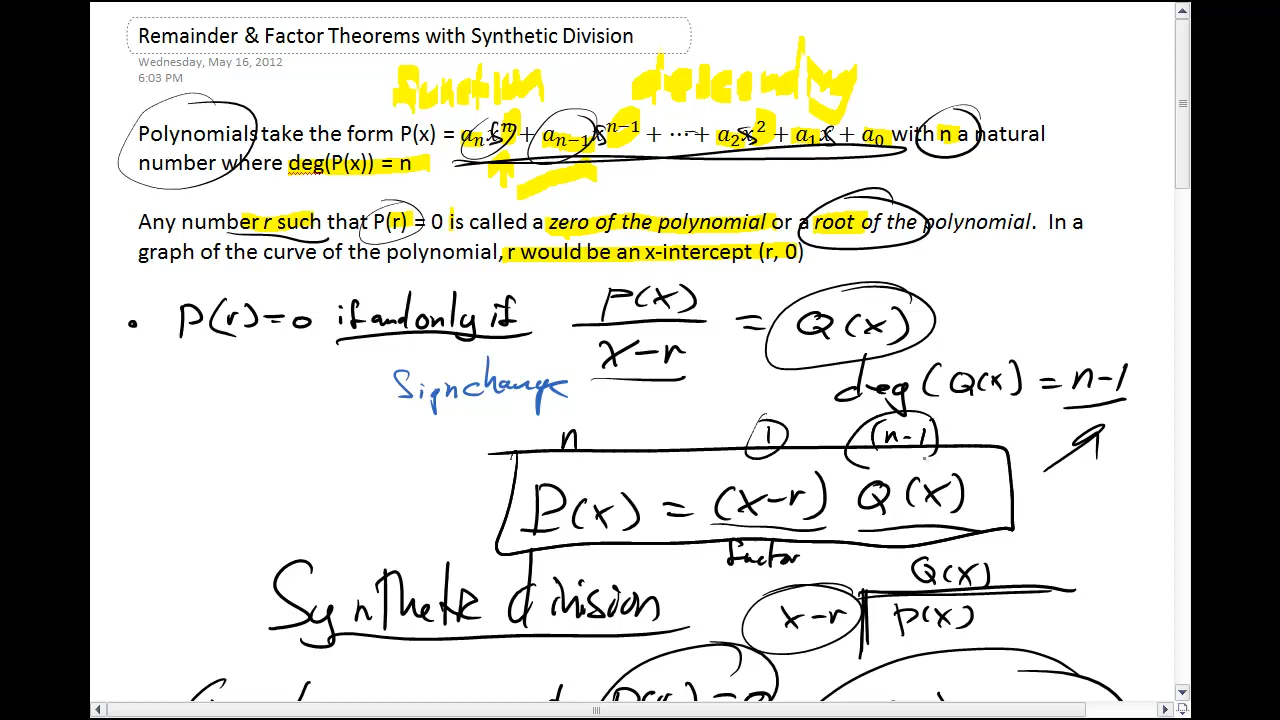 Remainder & Factor Theorems with Synthetic Division
Wednesday, May 16, 2012
6:03 PM
function descending
Polynomials take the form P(x) = aₙxⁿ + aₙ₋₁xⁿ⁻¹ + ⋯ + a₂x² + a₁x + a₀ with n a natural
number where deg(P(x)) = n
Any number r such that P(r) = 0 is called a zero of the polynomial or a root of the polynomial. In a
graph of the curve of the polynomial, r would be an x-intercept (r, 0)
• P(r)=0 if and only if P(x) / x-r = Q(x)
Sign change
deg(Q(x) = n-1
n 1 (n-1)
P(x) = (x-r) Q(x)
factor
Synthetic division
Q(x)
x-r P(x)
P(r)=0